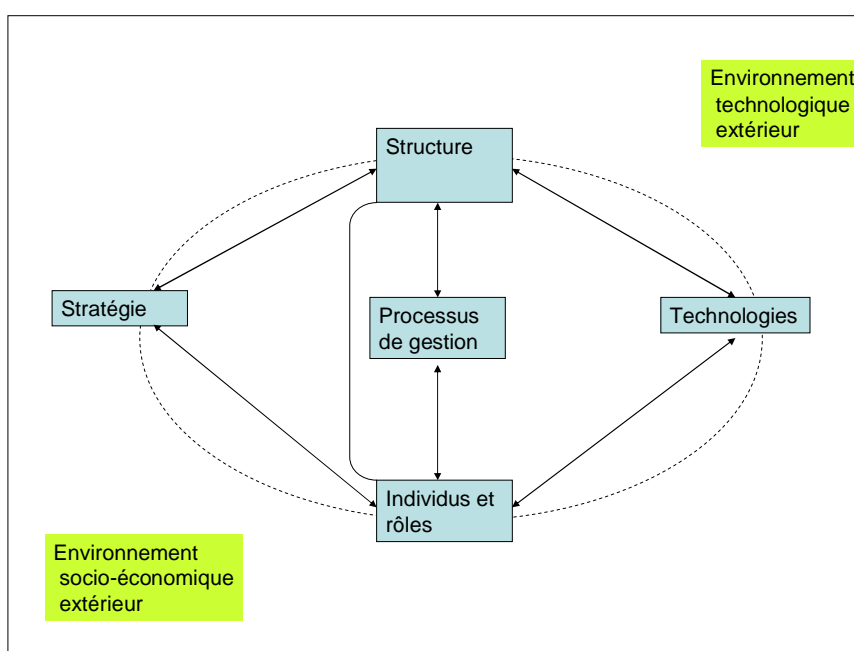 Environnement
technologique
extérieur
Structure
Stratégie
Processus
de gestion
Technologies
Individus et
rôles
Environnement
socio-économique
extérieur